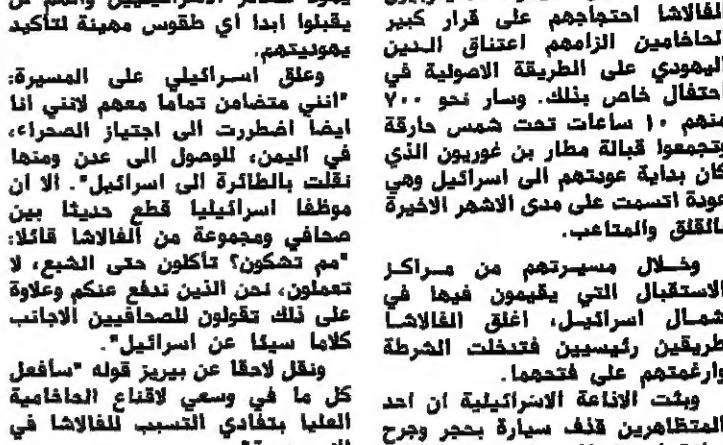 الفالاشا احتجاجهم على قرار كبير
الحاخامين الزامهم اعتناق الدين
اليهودي على الطريقة الاصولية في
احتفال خاص بذلك. وسار نحو ٧٠٠
منهم ١٠ ساعات تحت شمس حارقة
وتجمعوا قبالة مطار بن غوريون الذي
كان بداية عودتهم الى اسرائيل وهي
عودة اتسمت على مدى الاشهر الاخيرة
بالقلق والمتاعب.
وخلال مسيرتهم من مراكز
الاستقبال التي يقيمون فيها في
شمال اسرائيل، اغلق الفالاشا
طريقين رئيسيين فتدخلت الشرطة
وارغمتهم على فتحهما.
وبثت الاذاعة الاسرائيلية ان احد
المتظاهرين قذف سيارة بحجر وجرح
يقبلوا ابدا اي طقوس مهينة لتأكيد
يهوديتهم.
وعلق اسرائيلي على المسيرة:
"انني متضامن تماما معهم لانني انا
ايضا اضطررت الى اجتياز الصحراء،
في اليمن، للوصول الى عدن ومنها
نقلت بالطائرة الى اسرائيل". الا ان
موظفا اسرائيليا قطع حديثا بين
صحافي ومجموعة من الفالاشا قائلا:
"مم تشكون؟ تأكلون حتى الشبع، لا
تعملون، نحن الذين ندفع عنكم وعلاوة
على ذلك تقولون للصحافيين الاجانب
كلاما سيئا عن اسرائيل".
ونقل لاحقا عن بيريز قوله "سأفعل
كل ما في وسعي لاقناع الحاخامية
العليا بتفادي التسبب للفالاشا في